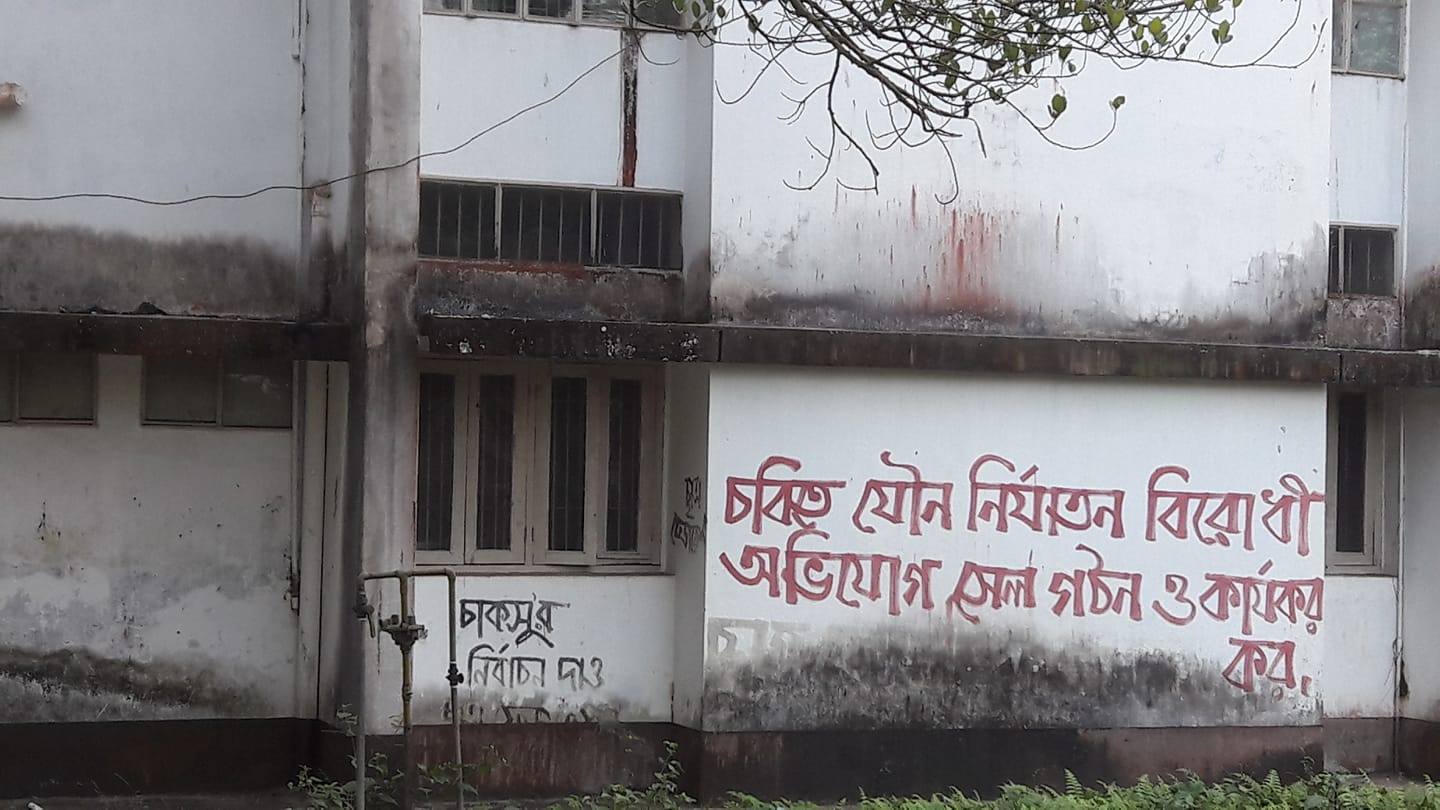 চাকসুর
নির্বাচন দাও
চবিতে যৌন নির্যাতন বিরোধী
অভিযোগ সেল গঠন ও কার্যকর
কর,